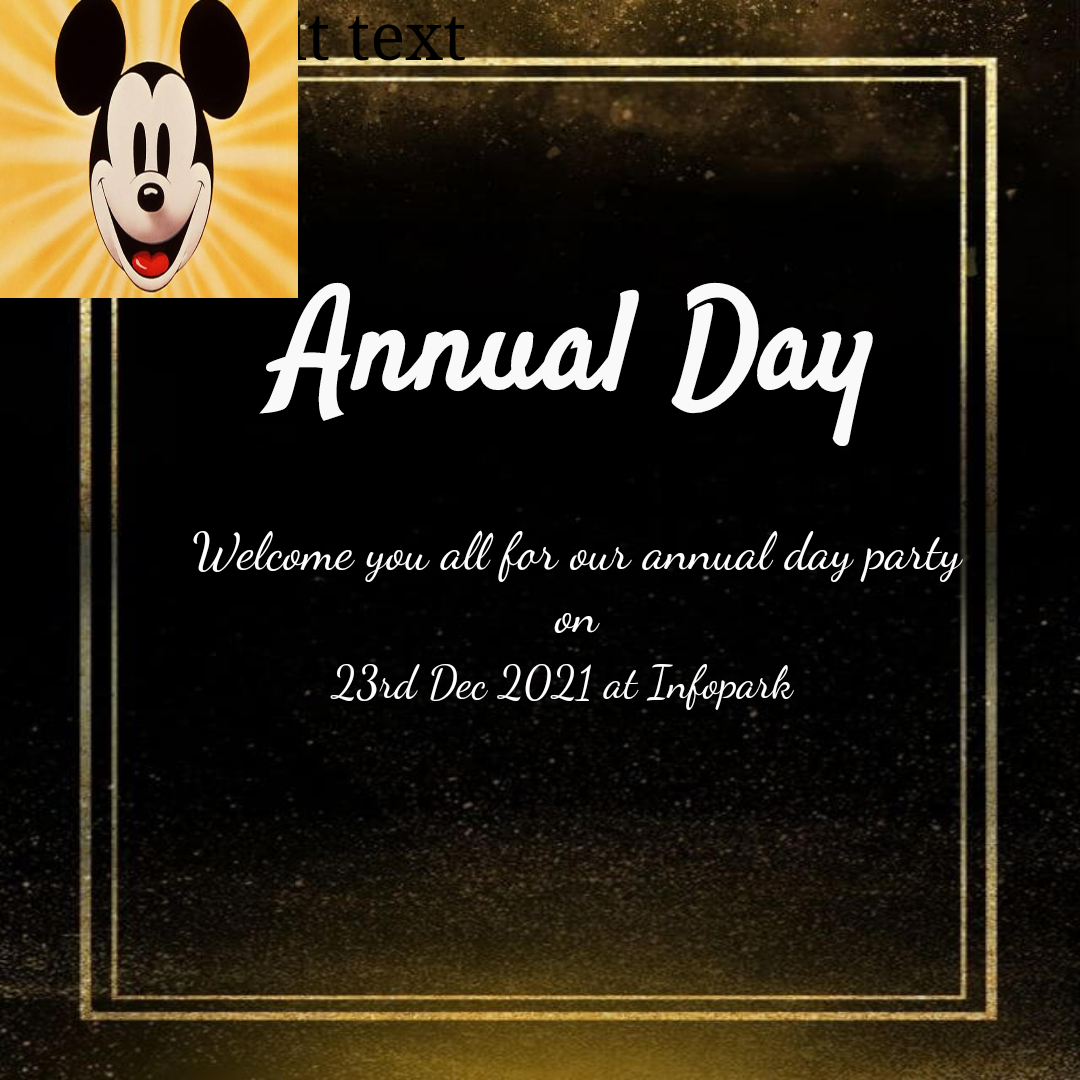 text
Annual Day
Welcome you all for our annual day party
on
23rd Dec 2021 at Infopark